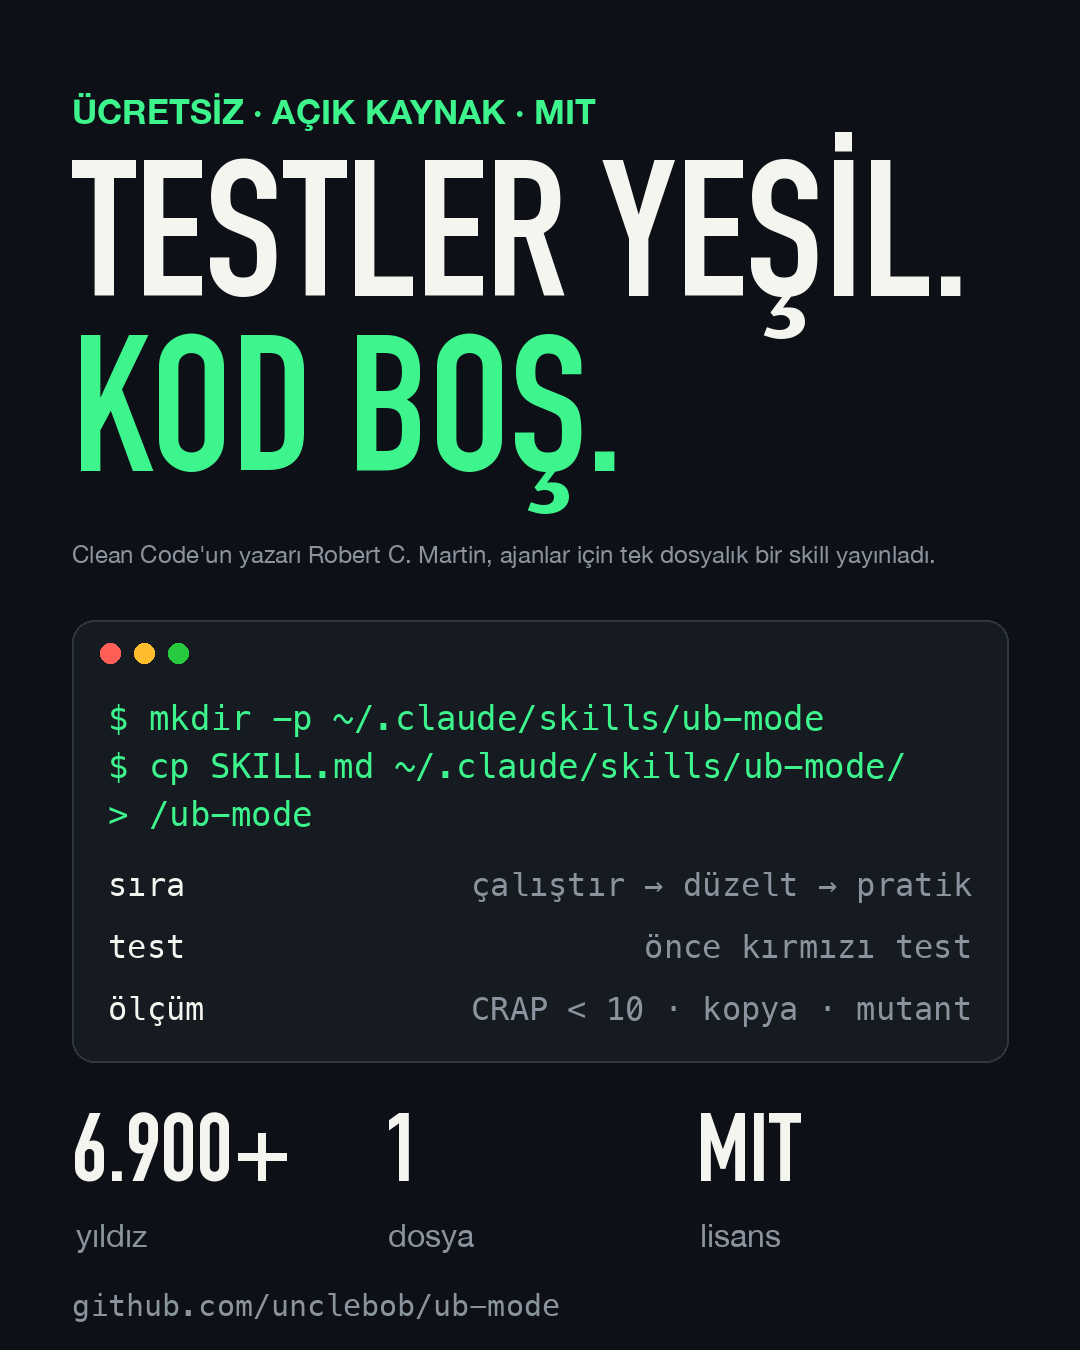 ÜCRETSİZ · AÇIK KAYNAK · MIT
TESTLER YEŞİL.
KOD BOŞ.
Clean Code'un yazarı Robert C. Martin, ajanlar için tek dosyalık bir skill yayınladı.
$ mkdir -p ~/.claude/skills/ub-mode
$ cp SKILL.md ~/.claude/skills/ub-mode/
> /ub-mode
sıra çalıştır → düzelt → pratik
test önce kırmızı test
ölçüm CRAP < 10 · kopya · mutant
6.900+ 1 MIT
yıldız dosya lisans
github.com/unclebob/ub-mode